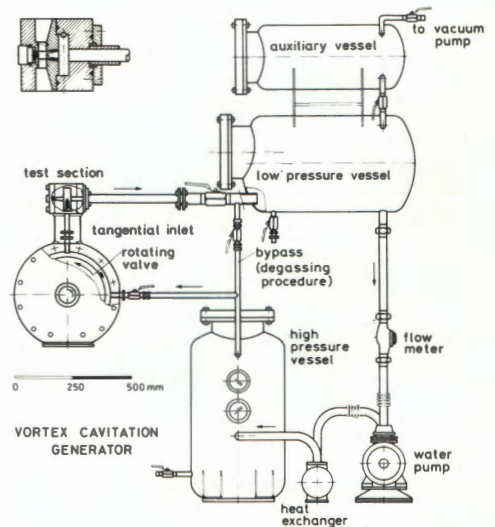 to vacuum
pump
auxiliary vessel
low pressure vessel
test section
tangential inlet
rotating
valve
bypass
(degassing
procedure)
high
pressure
vessel
flow
meter
0 250 500 mm
VORTEX CAVITATION
GENERATOR
water
pump
heat
exchanger